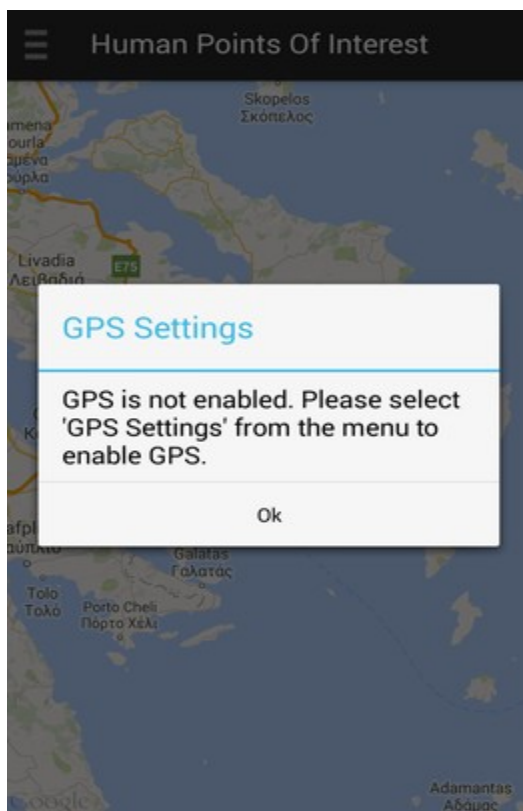 Human Points Of Interest
Skopelos
Σκόπελος
Livadia
E75
GPS Settings
GPS is not enabled. Please select
'GPS Settings' from the menu to
enable GPS.
Ok
Galatas
Γαλατάς
Tolo
Τολό
Porto Cheli
Πόρτο Χέλι
Google
Adamantas
Αδάμας